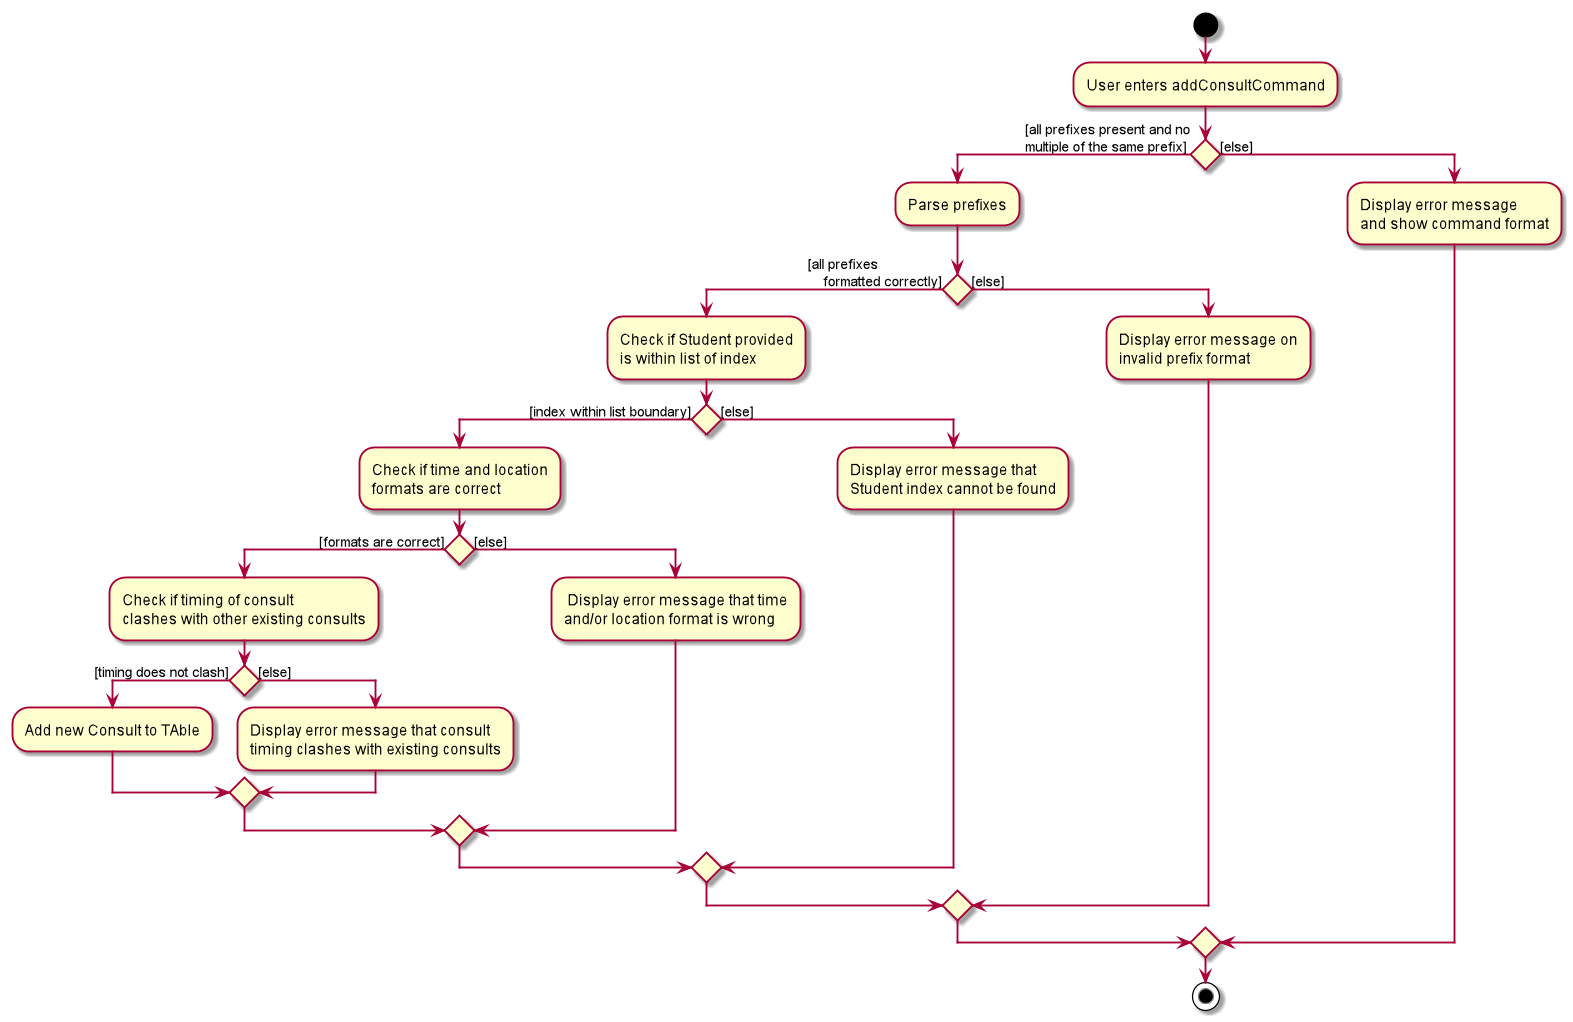 User enters addConsultCommand
[all prefixes present and no
multiple of the same prefix]
[else]
Parse prefixes
Display error message
and show command format
[all prefixes
formatted correctly]
[else]
Check if Student provided
is within list of index
Display error message on
invalid prefix format
[index within list boundary]
[else]
Check if time and location
formats are correct
Display error message that
Student index cannot be found
[formats are correct]
[else]
Check if timing of consult
clashes with other existing consults
Display error message that time
and/or location format is wrong
[timing does not clash]
[else]
Add new Consult to TAble
Display error message that consult
timing clashes with existing consults